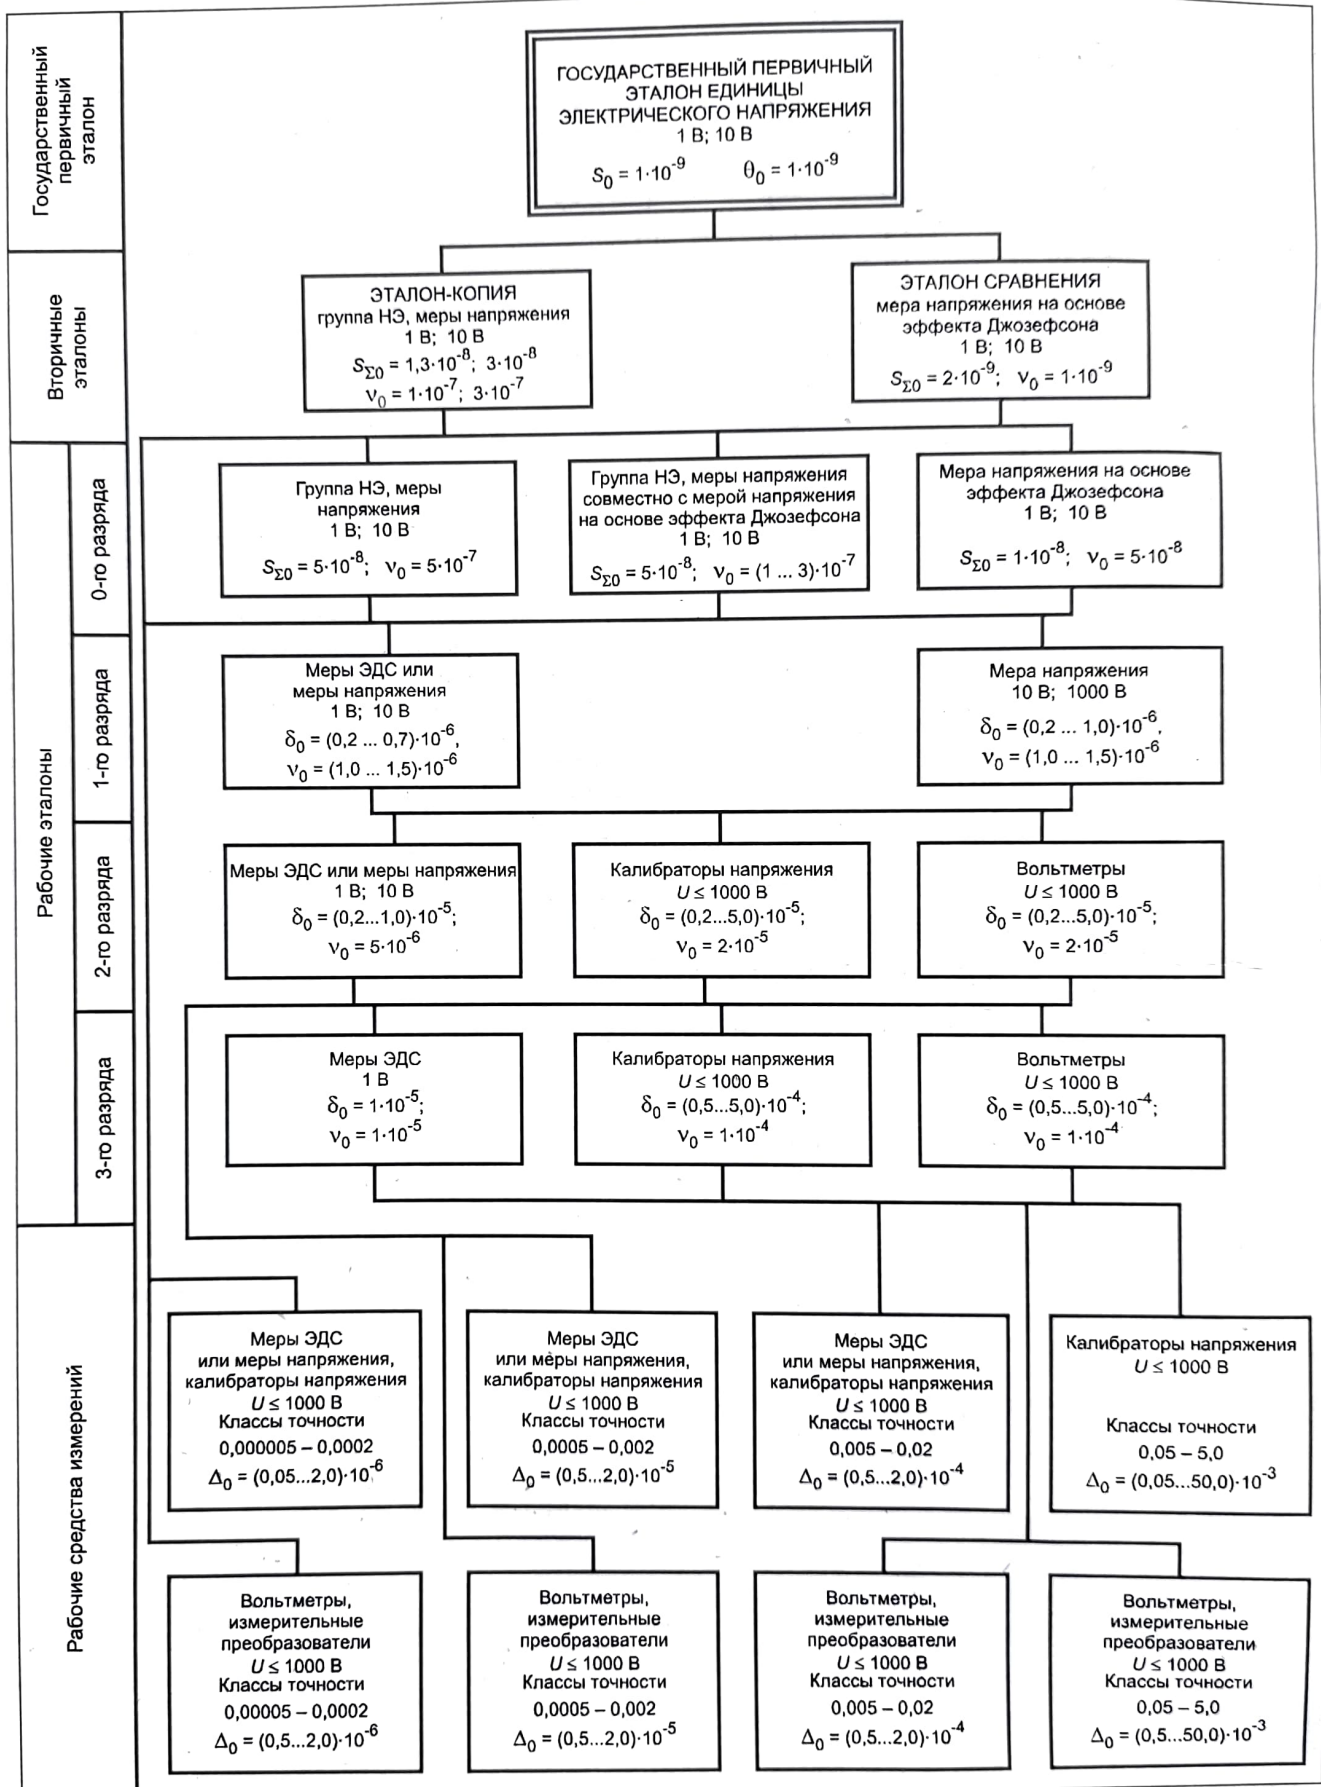 Государственный
первичный
эталон
ГОСУДАРСТВЕННЫЙ ПЕРВИЧНЫЙ
ЭТАЛОН ЕДИНИЦЫ
ЭЛЕКТРИЧЕСКОГО НАПРЯЖЕНИЯ
1 В; 10 В
S₀ = 1·10⁻⁹ θ₀ = 1·10⁻⁹
Вторичные
эталоны
ЭТАЛОН-КОПИЯ
группа НЭ, меры напряжения
1 В; 10 В
S_Σ0 = 1,3·10⁻⁸; 3·10⁻⁸
ν₀ = 1·10⁻⁷; 3·10⁻⁷
ЭТАЛОН СРАВНЕНИЯ
мера напряжения на основе
эффекта Джозефсона
1 В; 10 В
S_Σ0 = 2·10⁻⁹; ν₀ = 1·10⁻⁹
Рабочие эталоны
0-го разряда
Группа НЭ, меры
напряжения
1 В; 10 В
S_Σ0 = 5·10⁻⁸; ν₀ = 5·10⁻⁷
Группа НЭ, меры напряжения
совместно с мерой напряжения
на основе эффекта Джозефсона
1 В; 10 В
S_Σ0 = 5·10⁻⁸; ν₀ = (1 ... 3)·10⁻⁷
Мера напряжения на основе
эффекта Джозефсона
1 В; 10 В
S_Σ0 = 1·10⁻⁸; ν₀ = 5·10⁻⁸
1-го разряда
Меры ЭДС или
меры напряжения
1 В; 10 В
δ₀ = (0,2 ... 0,7)·10⁻⁶,
ν₀ = (1,0 ... 1,5)·10⁻⁶
Мера напряжения
10 В; 1000 В
δ₀ = (0,2 ... 1,0)·10⁻⁶,
ν₀ = (1,0 ... 1,5)·10⁻⁶
2-го разряда
Меры ЭДС или меры напряжения
1 В; 10 В
δ₀ = (0,2...1,0)·10⁻⁵;
ν₀ = 5·10⁻⁶
Калибраторы напряжения
U ≤ 1000 В
δ₀ = (0,2...5,0)·10⁻⁵;
ν₀ = 2·10⁻⁵
Вольтметры
U ≤ 1000 В
δ₀ = (0,2...5,0)·10⁻⁵;
ν₀ = 2·10⁻⁵
3-го разряда
Меры ЭДС
1 В
δ₀ = 1·10⁻⁵;
ν₀ = 1·10⁻⁵
Калибраторы напряжения
U ≤ 1000 В
δ₀ = (0,5...5,0)·10⁻⁴;
ν₀ = 1·10⁻⁴
Вольтметры
U ≤ 1000 В
δ₀ = (0,5...5,0)·10⁻⁴;
ν₀ = 1·10⁻⁴
Рабочие средства измерений
Меры ЭДС
или меры напряжения,
калибраторы напряжения
U ≤ 1000 В
Классы точности
0,000005 – 0,0002
Δ₀ = (0,05...2,0)·10⁻⁶
Меры ЭДС
или меры напряжения,
калибраторы напряжения
U ≤ 1000 В
Классы точности
0,0005 – 0,002
Δ₀ = (0,5...2,0)·10⁻⁵
Меры ЭДС
или меры напряжения,
калибраторы напряжения
U ≤ 1000 В
Классы точности
0,005 – 0,02
Δ₀ = (0,5...2,0)·10⁻⁴
Калибраторы напряжения
U ≤ 1000 В
Классы точности
0,05 – 5,0
Δ₀ = (0,05...50,0)·10⁻³
Вольтметры,
измерительные
преобразователи
U ≤ 1000 В
Классы точности
0,00005 – 0,0002
Δ₀ = (0,5...2,0)·10⁻⁶
Вольтметры,
измерительные
преобразователи
U ≤ 1000 В
Классы точности
0,0005 – 0,002
Δ₀ = (0,5...2,0)·10⁻⁵
Вольтметры,
измерительные
преобразователи
U ≤ 1000 В
Классы точности
0,005 – 0,02
Δ₀ = (0,5...2,0)·10⁻⁴
Вольтметры,
измерительные
преобразователи
U ≤ 1000 В
Классы точности
0,05 – 5,0
Δ₀ = (0,5...50,0)·10⁻³